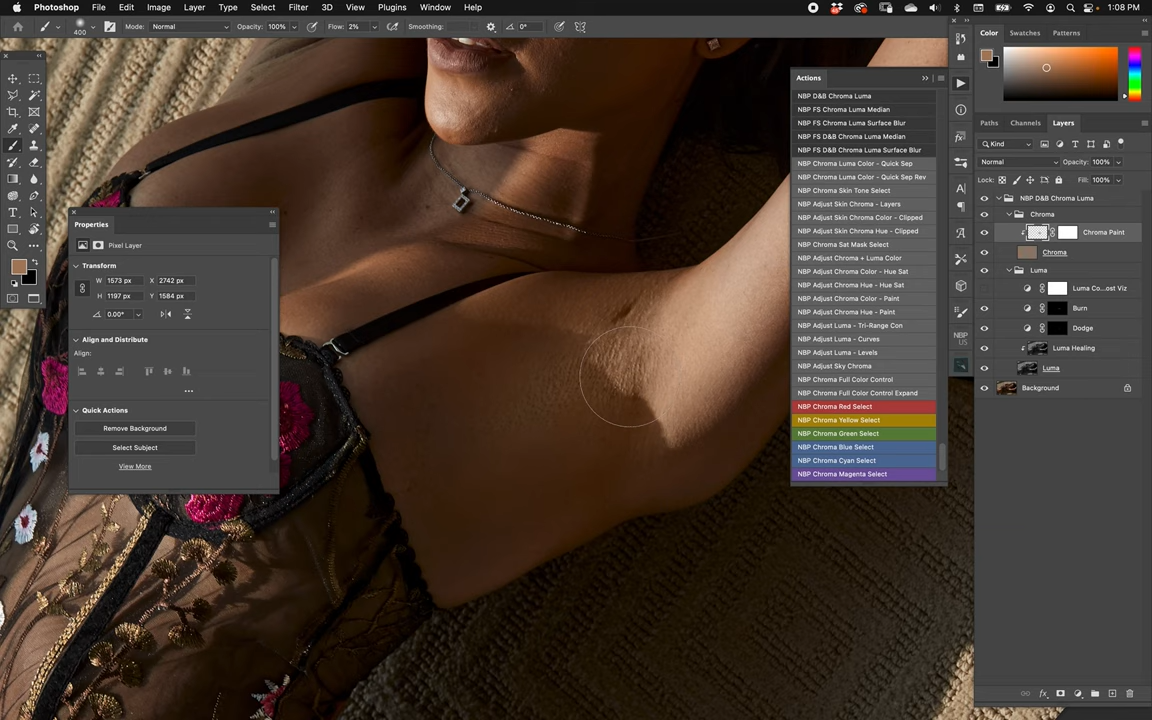 Photoshop File Edit Image Layer Type Select Filter 3D View Plugins Window Help 1:08 PM
400 Mode: Normal Opacity: 100% Flow: 2% Smoothing: 0°
Properties
Pixel Layer
Transform
W 1573 px X 2742 px
H 1197 px Y 1584 px
0.00°
Align and Distribute
Align:
Quick Actions
Remove Background
Select Subject
View More
Actions
NBP D&B Chroma Luma
NBP FS Chroma Luma Median
NBP FS Chroma Luma Surface Blur
NBP FS D&B Chroma Luma Median
NBP FS D&B Chroma Luma Surface Blur
NBP Chroma Luma Color - Quick Sep
NBP Chroma Luma Color - Quick Sep Rev
NBP Chroma Skin Tone Select
NBP Adjust Skin Chroma - Layers
NBP Adjust Skin Chroma Color - Clipped
NBP Adjust Skin Chroma Hue - Clipped
NBP Chroma Sat Mask Select
NBP Adjust Chroma + Luma Color
NBP Adjust Chroma Color - Hue Sat
NBP Adjust Chroma Hue - Hue Sat
NBP Adjust Chroma Color - Paint
NBP Adjust Chroma Hue - Paint
NBP Adjust Luma - Tri-Range Con
NBP Adjust Luma - Curves
NBP Adjust Luma - Levels
NBP Adjust Sky Chroma
NBP Chroma Full Color Control
NBP Chroma Full Color Control Expand
NBP Chroma Red Select
NBP Chroma Yellow Select
NBP Chroma Green Select
NBP Chroma Blue Select
NBP Chroma Cyan Select
NBP Chroma Magenta Select
NBP
US
Color Swatches Patterns
Paths Channels Layers
Kind
Normal Opacity: 100%
Lock: Fill: 100%
NBP D&B Chroma Luma
Chroma
Chroma Paint
Chroma
Luma
Luma Co...ost Viz
Burn
Dodge
Luma Healing
Luma
Background